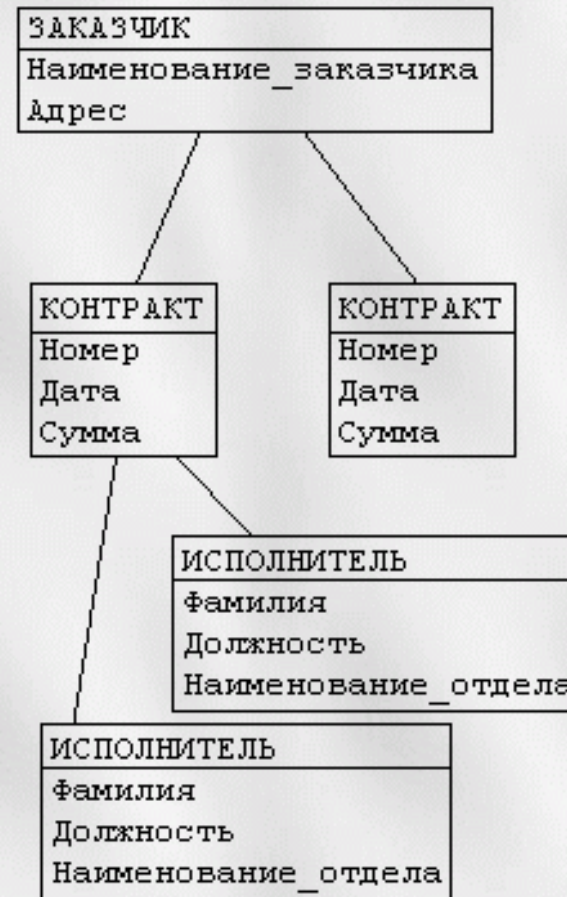 ЗАКАЗЧИК
Наименование_заказчика
Адрес
КОНТРАКТ
Номер
Дата
Сумма
КОНТРАКТ
Номер
Дата
Сумма
ИСПОЛНИТЕЛЬ
Фамилия
Должность
Наименование_отдела
ИСПОЛНИТЕЛЬ
Фамилия
Должность
Наименование_отдела